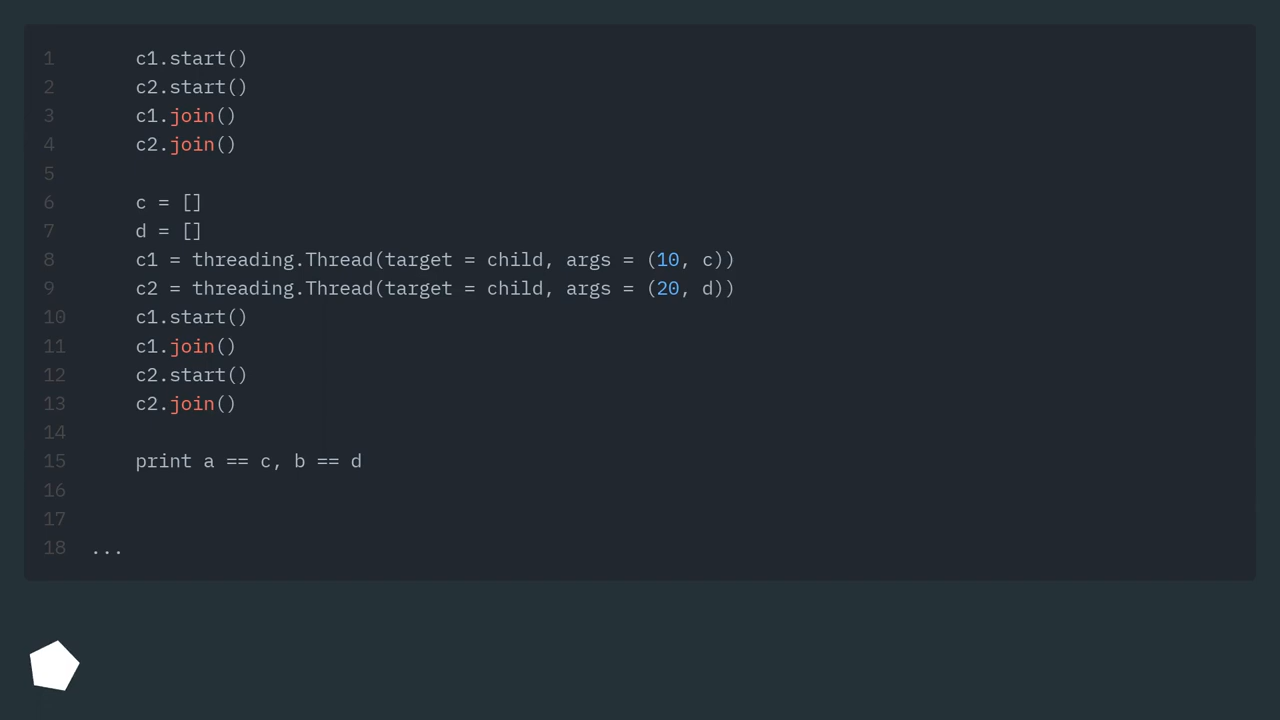 1 c1.start()
2 c2.start()
3 c1.join()
4 c2.join()
5
6 c = []
7 d = []
8 c1 = threading.Thread(target = child, args = (10, c))
9 c2 = threading.Thread(target = child, args = (20, d))
10 c1.start()
11 c1.join()
12 c2.start()
13 c2.join()
14
15 print a == c, b == d
16
17
18 ...